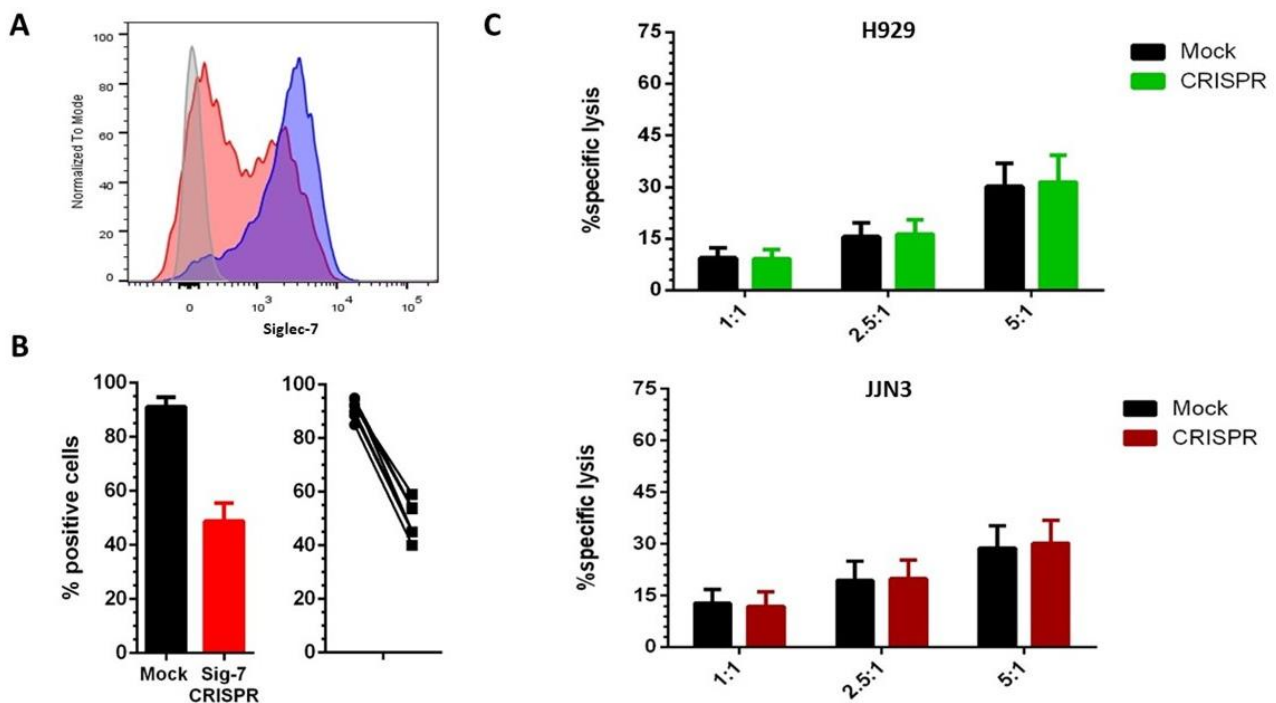 A
Normalized To Mode
100
80
60
40
20
0
0
10³
10⁴
10⁵
Siglec-7
B
% positive cells
100
80
60
40
20
0
Mock
Sig-7
CRISPR
100
80
60
40
20
0
C
H929
%specific lysis
75
60
45
30
15
0
1:1
2.5:1
5:1
Mock
CRISPR
JJN3
%specific lysis
75
60
45
30
15
0
1:1
2.5:1
5:1
Mock
CRISPR